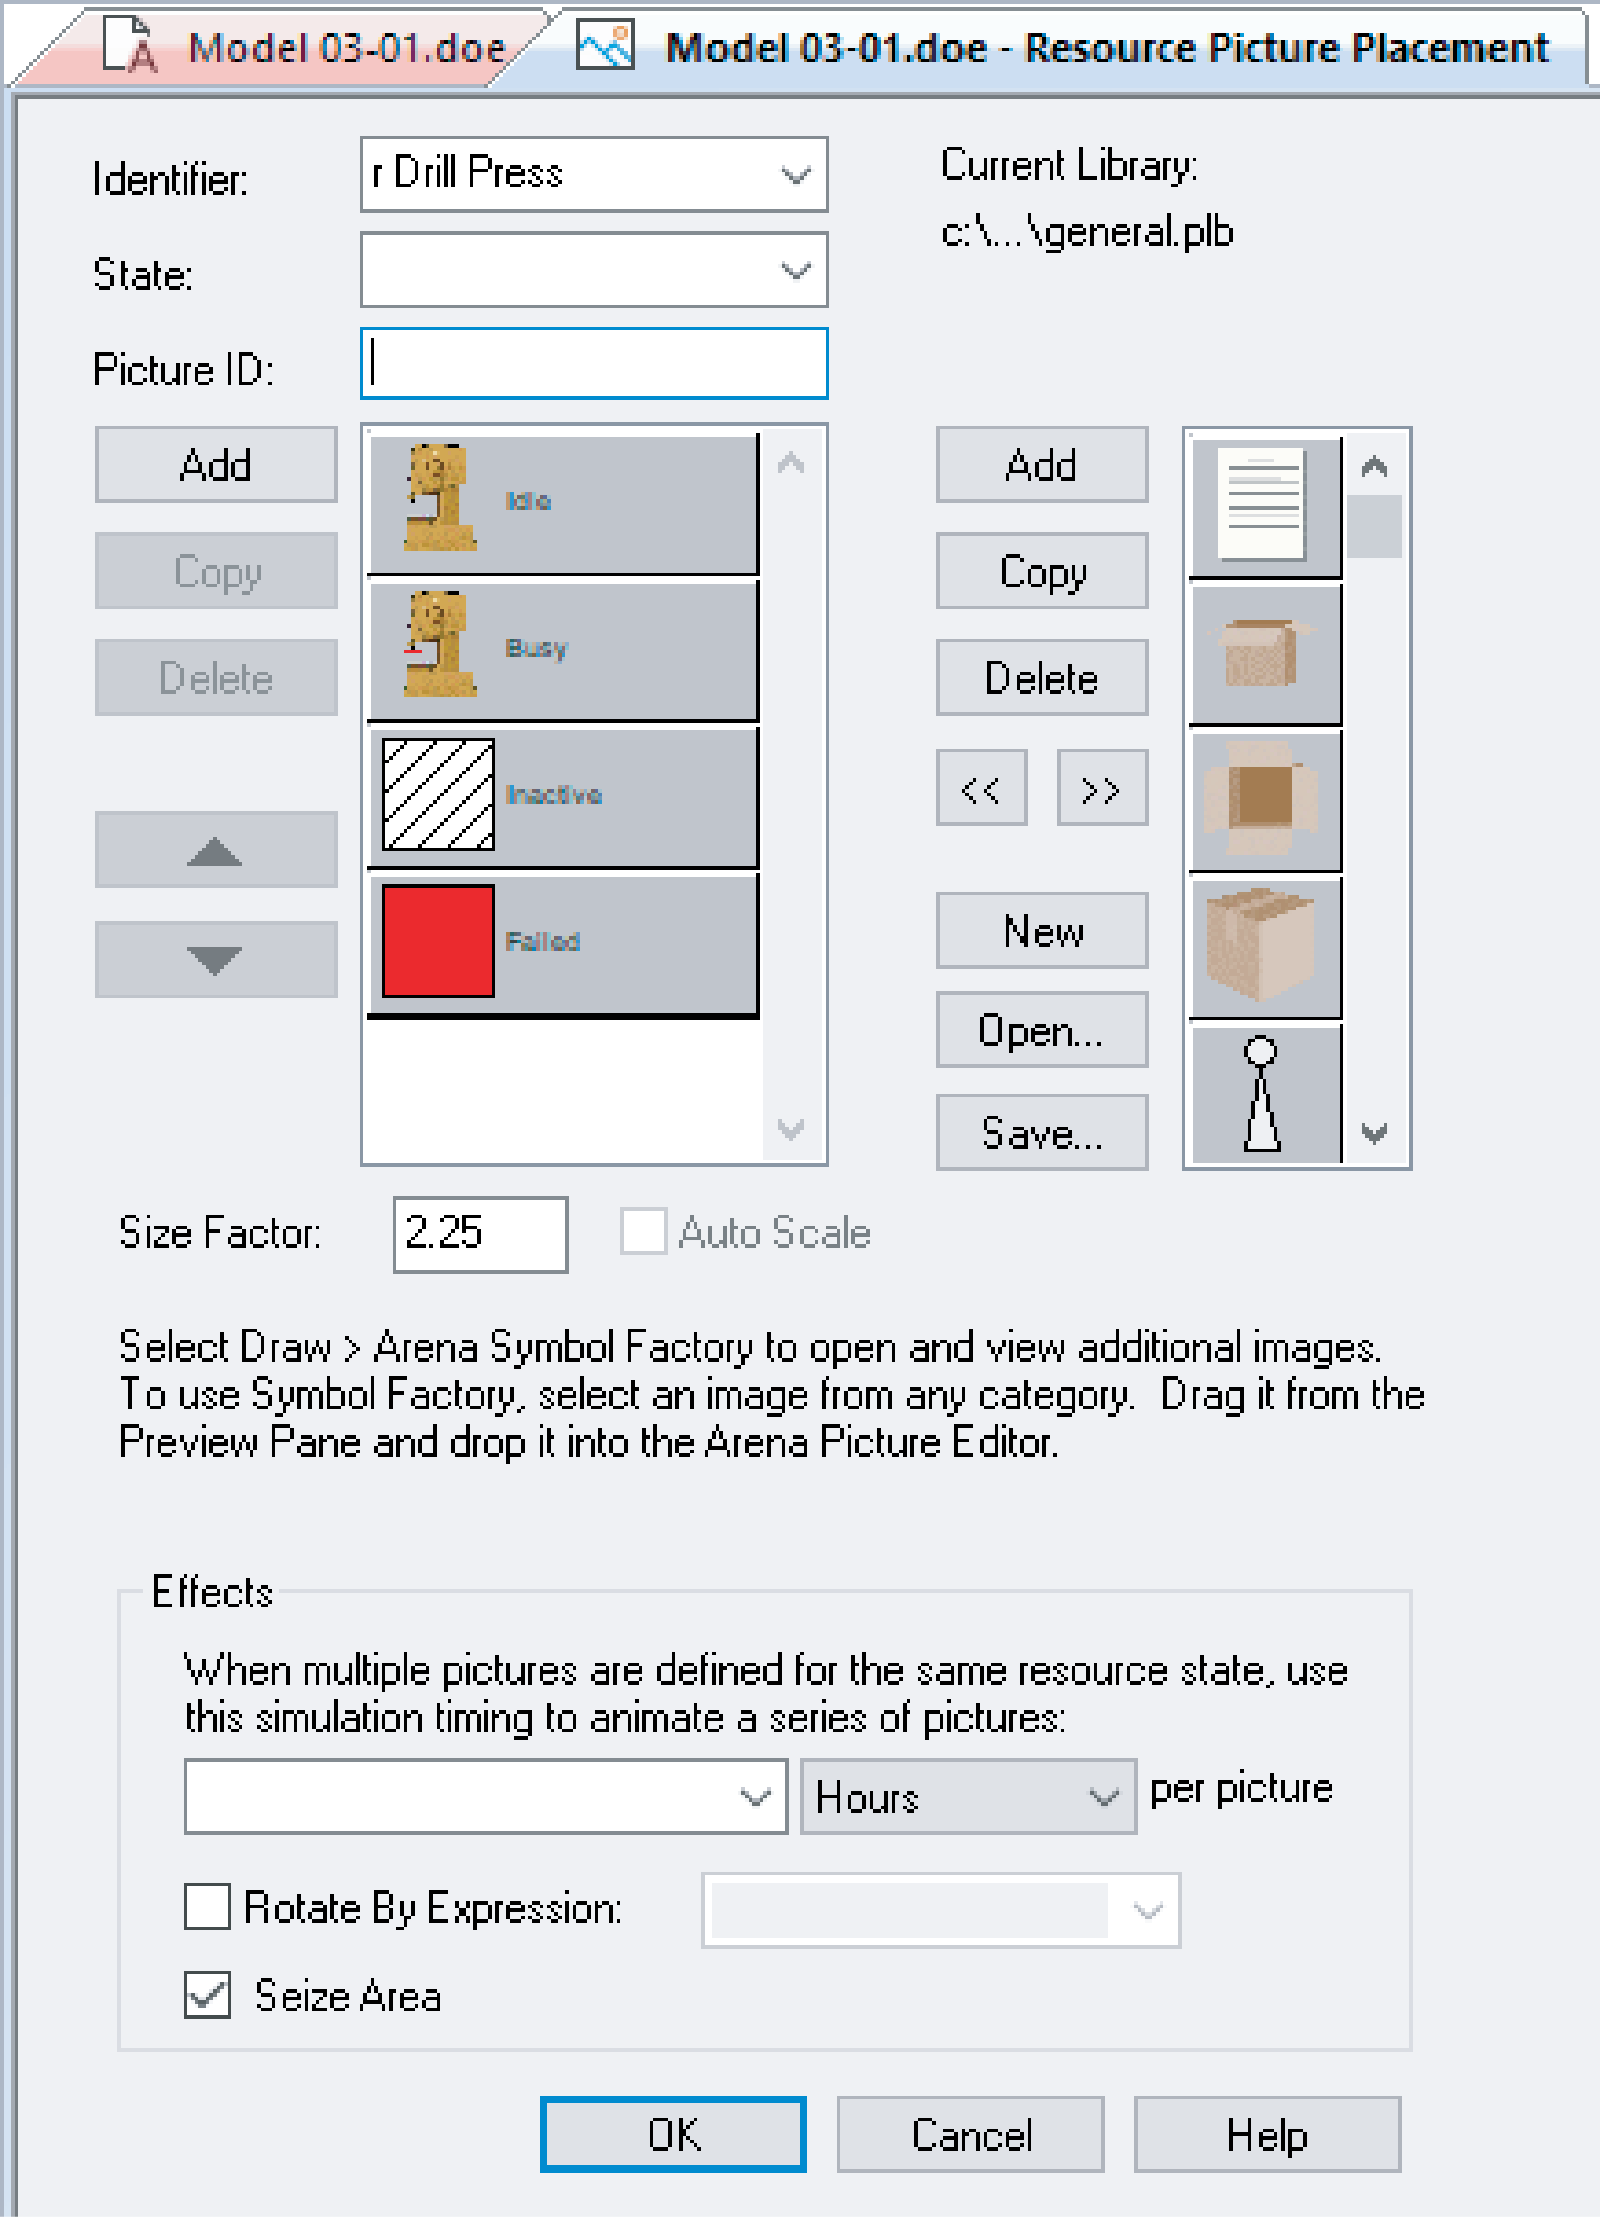 Model 03-01.doe
Model 03-01.doe - Resource Picture Placement
Identifier:
r Drill Press
State:
Picture ID:
Current Library:
c:\...\general.plb
Add
Copy
Delete
Idle
Busy
Inactive
Failed
Add
Copy
Delete
<<
>>
New
Open...
Save...
Size Factor:
2.25
Auto Scale
Select Draw > Arena Symbol Factory to open and view additional images.
To use Symbol Factory, select an image from any category. Drag it from the
Preview Pane and drop it into the Arena Picture Editor.
Effects
When multiple pictures are defined for the same resource state, use
this simulation timing to animate a series of pictures:
Hours
per picture
Rotate By Expression:
Seize Area
OK
Cancel
Help